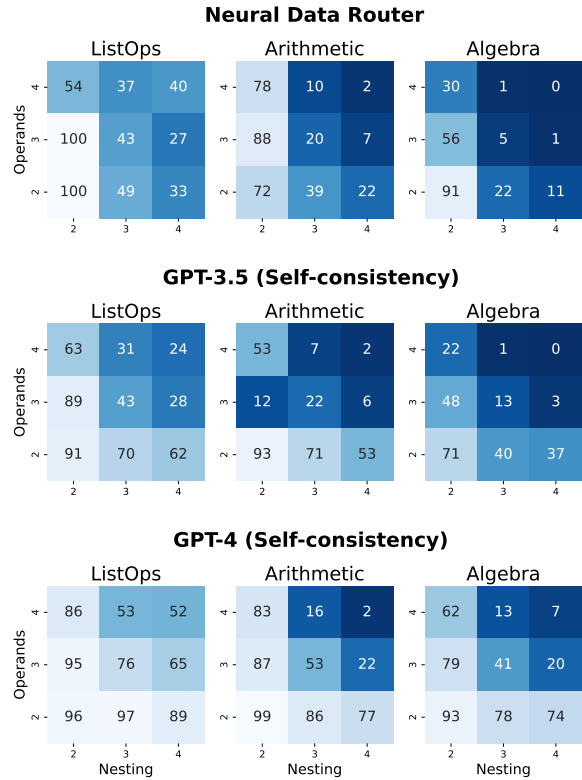 Neural Data Router
ListOps Arithmetic Algebra
Operands
4 54 37 40 4 78 10 2 4 30 1 0
3 100 43 27 3 88 20 7 3 56 5 1
2 100 49 33 2 72 39 22 2 91 22 11
2 3 4 2 3 4 2 3 4
GPT-3.5 (Self-consistency)
ListOps Arithmetic Algebra
Operands
4 63 31 24 4 53 7 2 4 22 1 0
3 89 43 28 3 12 22 6 3 48 13 3
2 91 70 62 2 93 71 53 2 71 40 37
2 3 4 2 3 4 2 3 4
GPT-4 (Self-consistency)
ListOps Arithmetic Algebra
Operands
4 86 53 52 4 83 16 2 4 62 13 7
3 95 76 65 3 87 53 22 3 79 41 20
2 96 97 89 2 99 86 77 2 93 78 74
2 3 4 2 3 4 2 3 4
Nesting Nesting Nesting